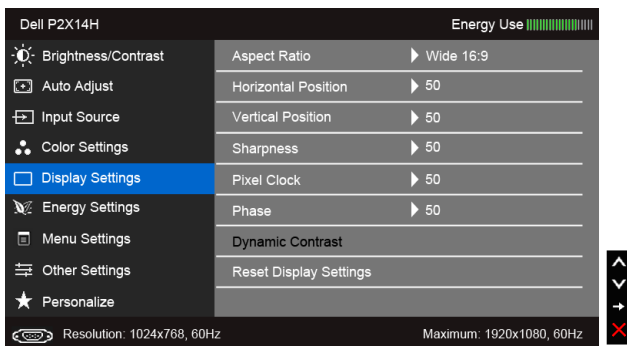 Dell P2X14H Energy Use
Brightness/Contrast Aspect Ratio Wide 16:9
Auto Adjust Horizontal Position 50
Input Source Vertical Position 50
Color Settings Sharpness 50
Display Settings Pixel Clock 50
Energy Settings Phase 50
Menu Settings Dynamic Contrast
Other Settings Reset Display Settings
Personalize
Resolution: 1024x768, 60Hz Maximum: 1920x1080, 60Hz